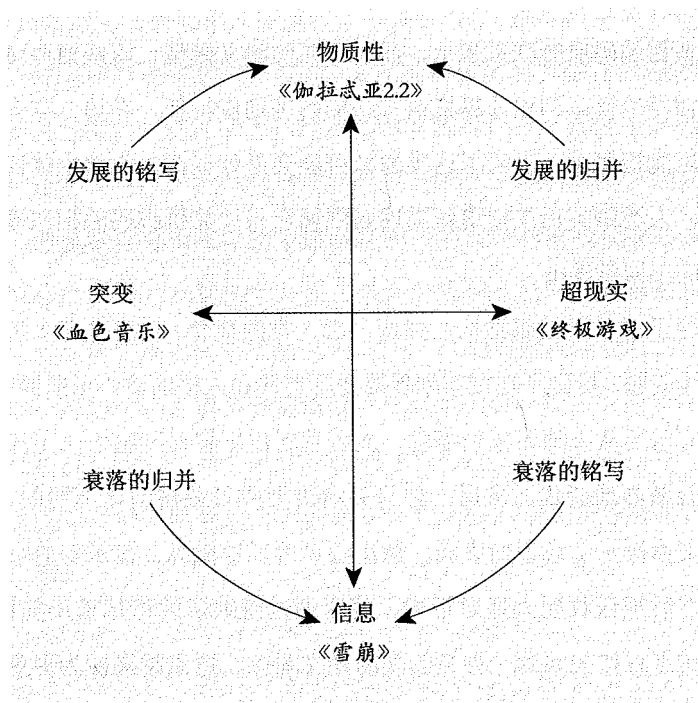 物质性
《伽拉忒亚2.2》
发展的铭写
发展的归并
突变
《血色音乐》
超现实
《终极游戏》
衰落的归并
衰落的铭写
信息
《雪崩》